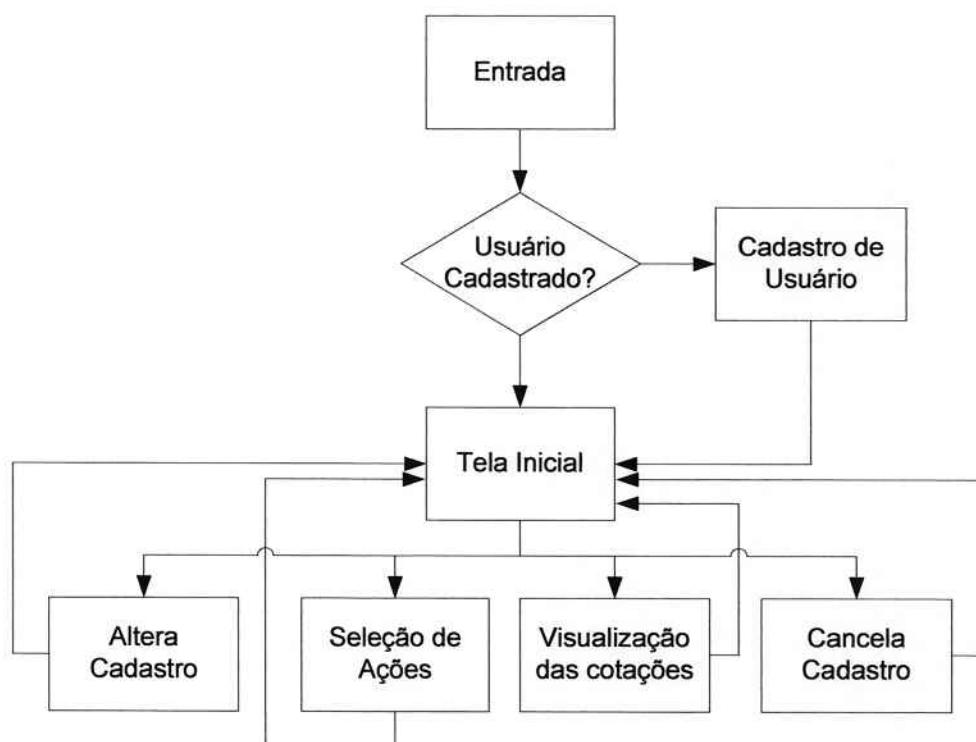 Entrada
Usuário
Cadastrado?
Cadastro de
Usuário
Tela Inicial
Altera
Cadastro
Seleção de
Ações
Visualização
das cotações
Cancela
Cadastro